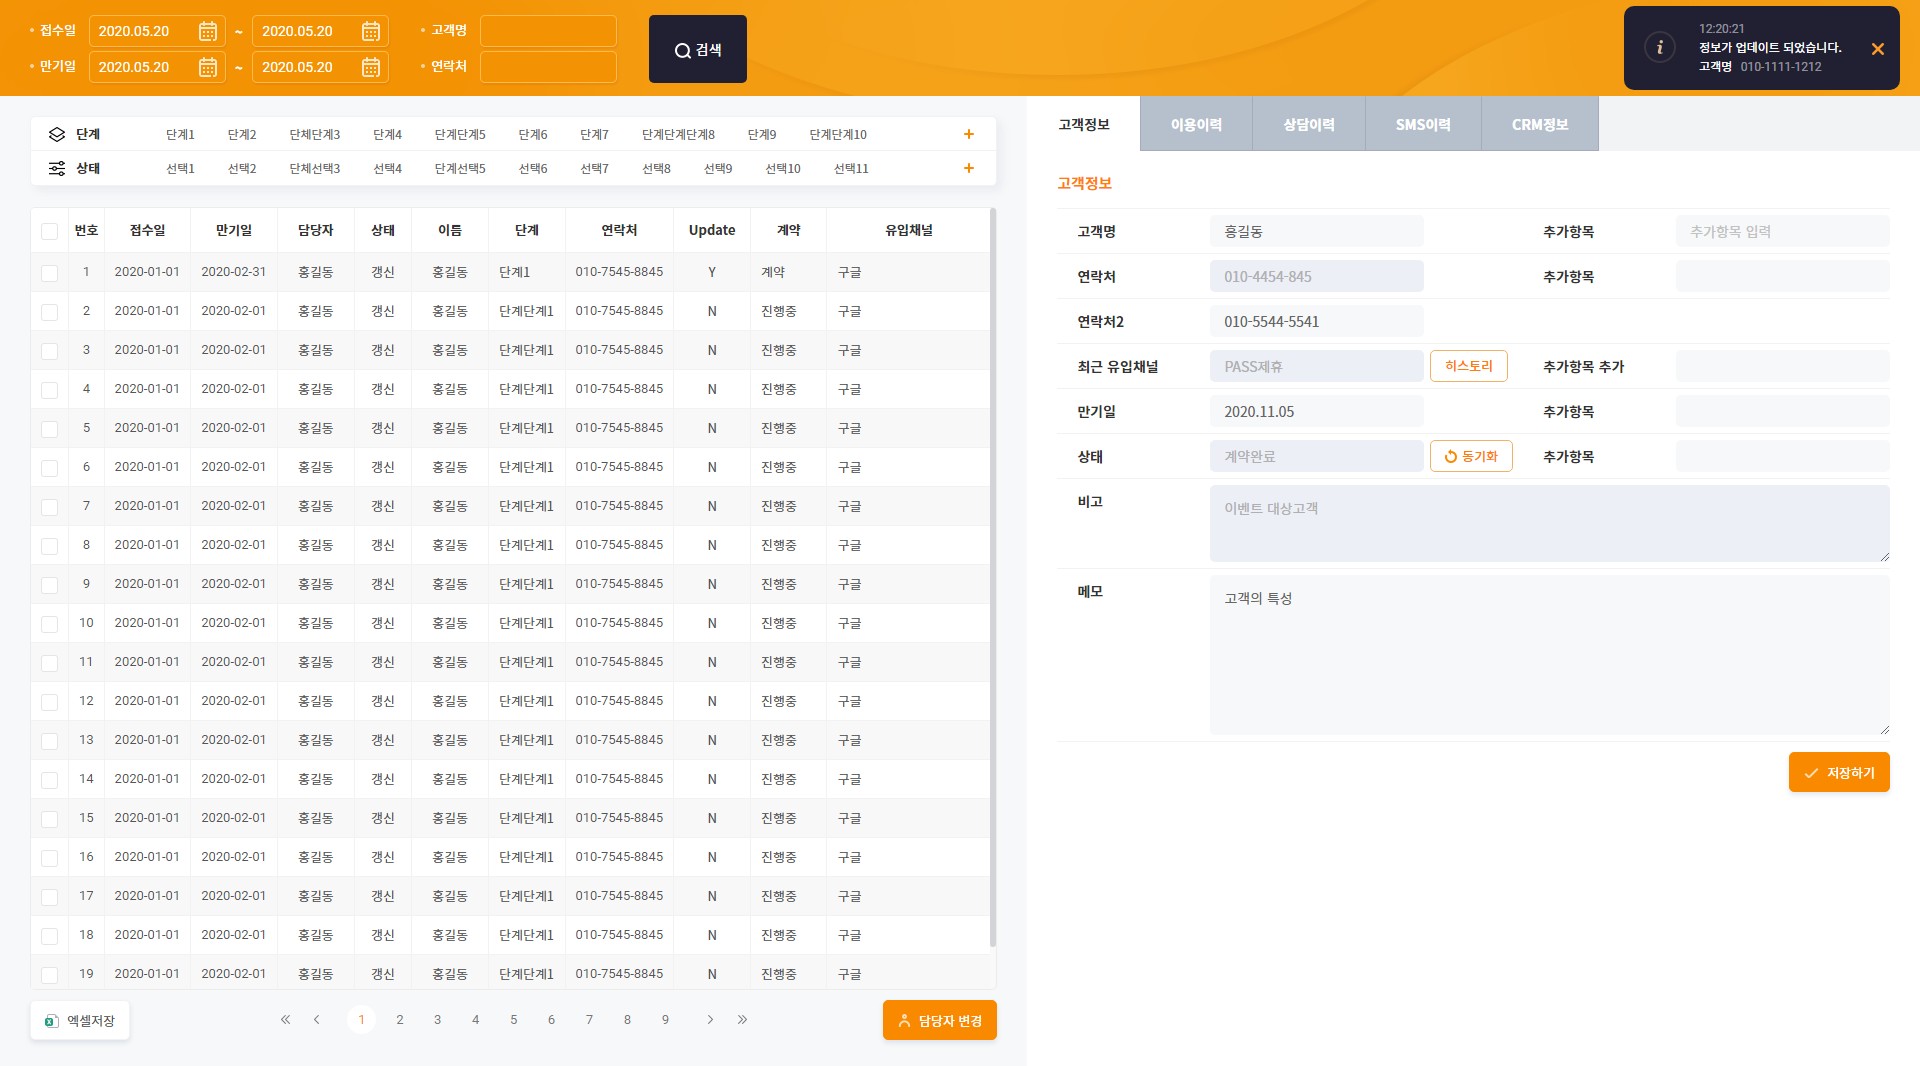 접수일 2020.05.20 ~ 2020.05.20 고객명
만기일 2020.05.20 ~ 2020.05.20 연락처
검색
12:20:21
정보가 업데이트 되었습니다.
고객명 010-1111-1212
단계 단계1 단계2 단체단계3 단계4 단계단계5 단계6 단계7 단계단계단계8 단계9 단계단계10 +
상태 선택1 선택2 단체선택3 선택4 단계선택5 선택6 선택7 선택8 선택9 선택10 선택11 +
번호 접수일 만기일 담당자 상태 이름 단계 연락처 Update 계약 유입채널
1 2020-01-01 2020-02-31 홍길동 갱신 홍길동 단계1 010-7545-8845 Y 계약 구글
2 2020-01-01 2020-02-01 홍길동 갱신 홍길동 단계단계1 010-7545-8845 N 진행중 구글
3 2020-01-01 2020-02-01 홍길동 갱신 홍길동 단계단계1 010-7545-8845 N 진행중 구글
4 2020-01-01 2020-02-01 홍길동 갱신 홍길동 단계단계1 010-7545-8845 N 진행중 구글
5 2020-01-01 2020-02-01 홍길동 갱신 홍길동 단계단계1 010-7545-8845 N 진행중 구글
6 2020-01-01 2020-02-01 홍길동 갱신 홍길동 단계단계1 010-7545-8845 N 진행중 구글
7 2020-01-01 2020-02-01 홍길동 갱신 홍길동 단계단계1 010-7545-8845 N 진행중 구글
8 2020-01-01 2020-02-01 홍길동 갱신 홍길동 단계단계1 010-7545-8845 N 진행중 구글
9 2020-01-01 2020-02-01 홍길동 갱신 홍길동 단계단계1 010-7545-8845 N 진행중 구글
10 2020-01-01 2020-02-01 홍길동 갱신 홍길동 단계단계1 010-7545-8845 N 진행중 구글
11 2020-01-01 2020-02-01 홍길동 갱신 홍길동 단계단계1 010-7545-8845 N 진행중 구글
12 2020-01-01 2020-02-01 홍길동 갱신 홍길동 단계단계1 010-7545-8845 N 진행중 구글
13 2020-01-01 2020-02-01 홍길동 갱신 홍길동 단계단계1 010-7545-8845 N 진행중 구글
14 2020-01-01 2020-02-01 홍길동 갱신 홍길동 단계단계1 010-7545-8845 N 진행중 구글
15 2020-01-01 2020-02-01 홍길동 갱신 홍길동 단계단계1 010-7545-8845 N 진행중 구글
16 2020-01-01 2020-02-01 홍길동 갱신 홍길동 단계단계1 010-7545-8845 N 진행중 구글
17 2020-01-01 2020-02-01 홍길동 갱신 홍길동 단계단계1 010-7545-8845 N 진행중 구글
18 2020-01-01 2020-02-01 홍길동 갱신 홍길동 단계단계1 010-7545-8845 N 진행중 구글
19 2020-01-01 2020-02-01 홍길동 갱신 홍길동 단계단계1 010-7545-8845 N 진행중 구글
엑셀저장 « ‹ 1 2 3 4 5 6 7 8 9 › » 담당자 변경
고객정보 이용이력 상담이력 SMS이력 CRM정보
고객정보
고객명 홍길동 추가항목 추가항목 입력
연락처 010-4454-845 추가항목
연락처2 010-5544-5541
최근 유입채널 PASS제휴 히스토리 추가항목 추가
만기일 2020.11.05 추가항목
상태 계약완료 동기화 추가항목
비고 이벤트 대상고객
메모 고객의 특성
저장하기